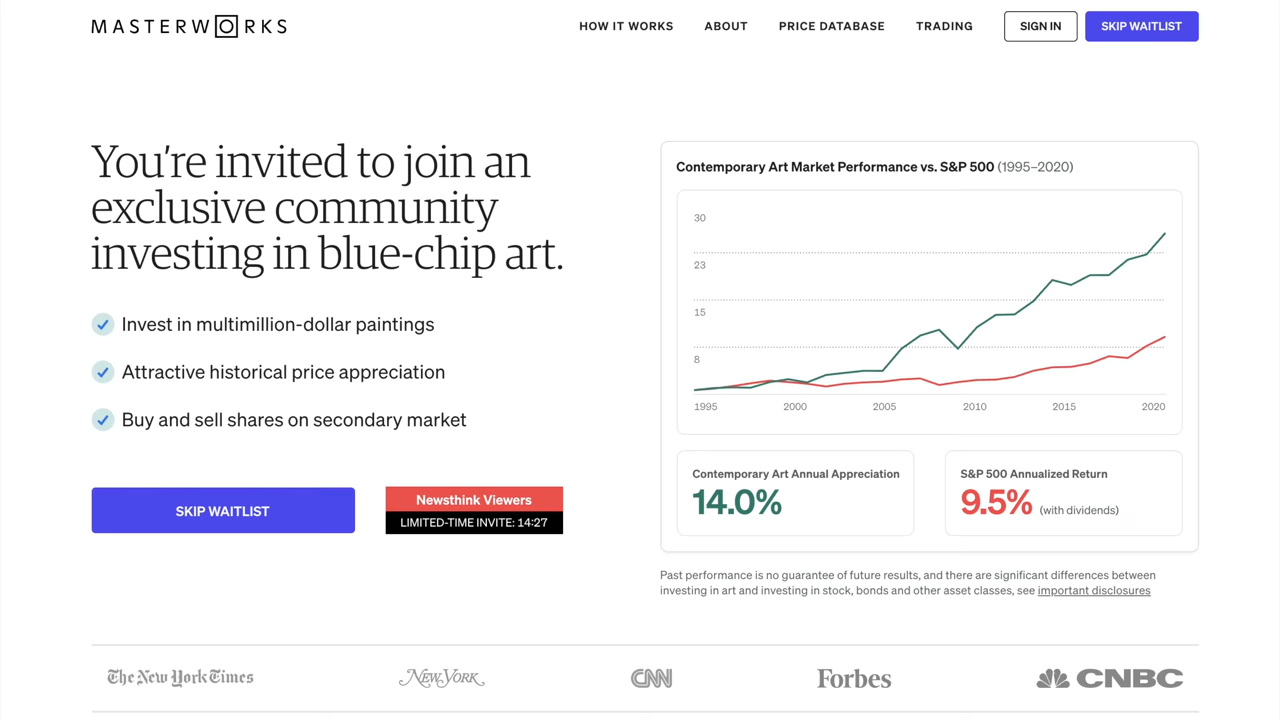 MASTERWORKS
HOW IT WORKS ABOUT PRICE DATABASE TRADING SIGN IN SKIP WAITLIST
You're invited to join an
exclusive community
investing in blue-chip art.
Invest in multimillion-dollar paintings
Attractive historical price appreciation
Buy and sell shares on secondary market
SKIP WAITLIST
Newsthink Viewers
LIMITED-TIME INVITE: 14:27
Contemporary Art Market Performance vs. S&P 500 (1995–2020)
30
23
15
8
1995 2000 2005 2010 2015 2020
Contemporary Art Annual Appreciation
14.0%
S&P 500 Annualized Return
9.5% (with dividends)
Past performance is no guarantee of future results, and there are significant differences between
investing in art and investing in stock, bonds and other asset classes, see important disclosures
The New York Times NEW YORK CNN Forbes CNBC